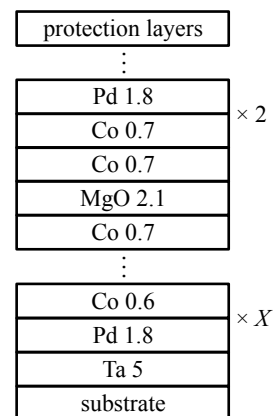 protection layers
⋮
Pd 1.8
× 2
Co 0.7
Co 0.7
MgO 2.1
Co 0.7
⋮
Co 0.6
× X
Pd 1.8
Ta 5
substrate